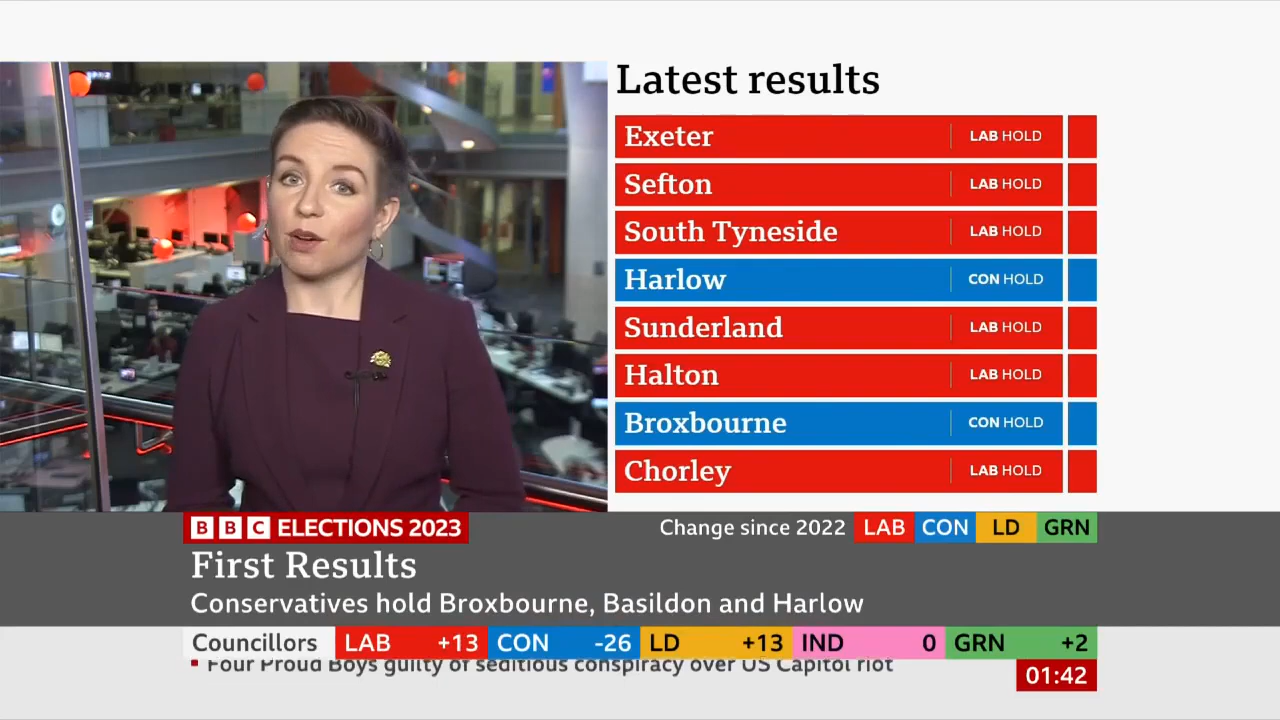 Latest results
Exeter LAB HOLD
Sefton LAB HOLD
South Tyneside LAB HOLD
Harlow CON HOLD
Sunderland LAB HOLD
Halton LAB HOLD
Broxbourne CON HOLD
Chorley LAB HOLD
BBC ELECTIONS 2023
Change since 2022 LAB CON LD GRN
First Results
Conservatives hold Broxbourne, Basildon and Harlow
Councillors LAB +13 CON -26 LD +13 IND 0 GRN +2
Four Proud Boys guilty of seditious conspiracy over US Capitol riot
01:42